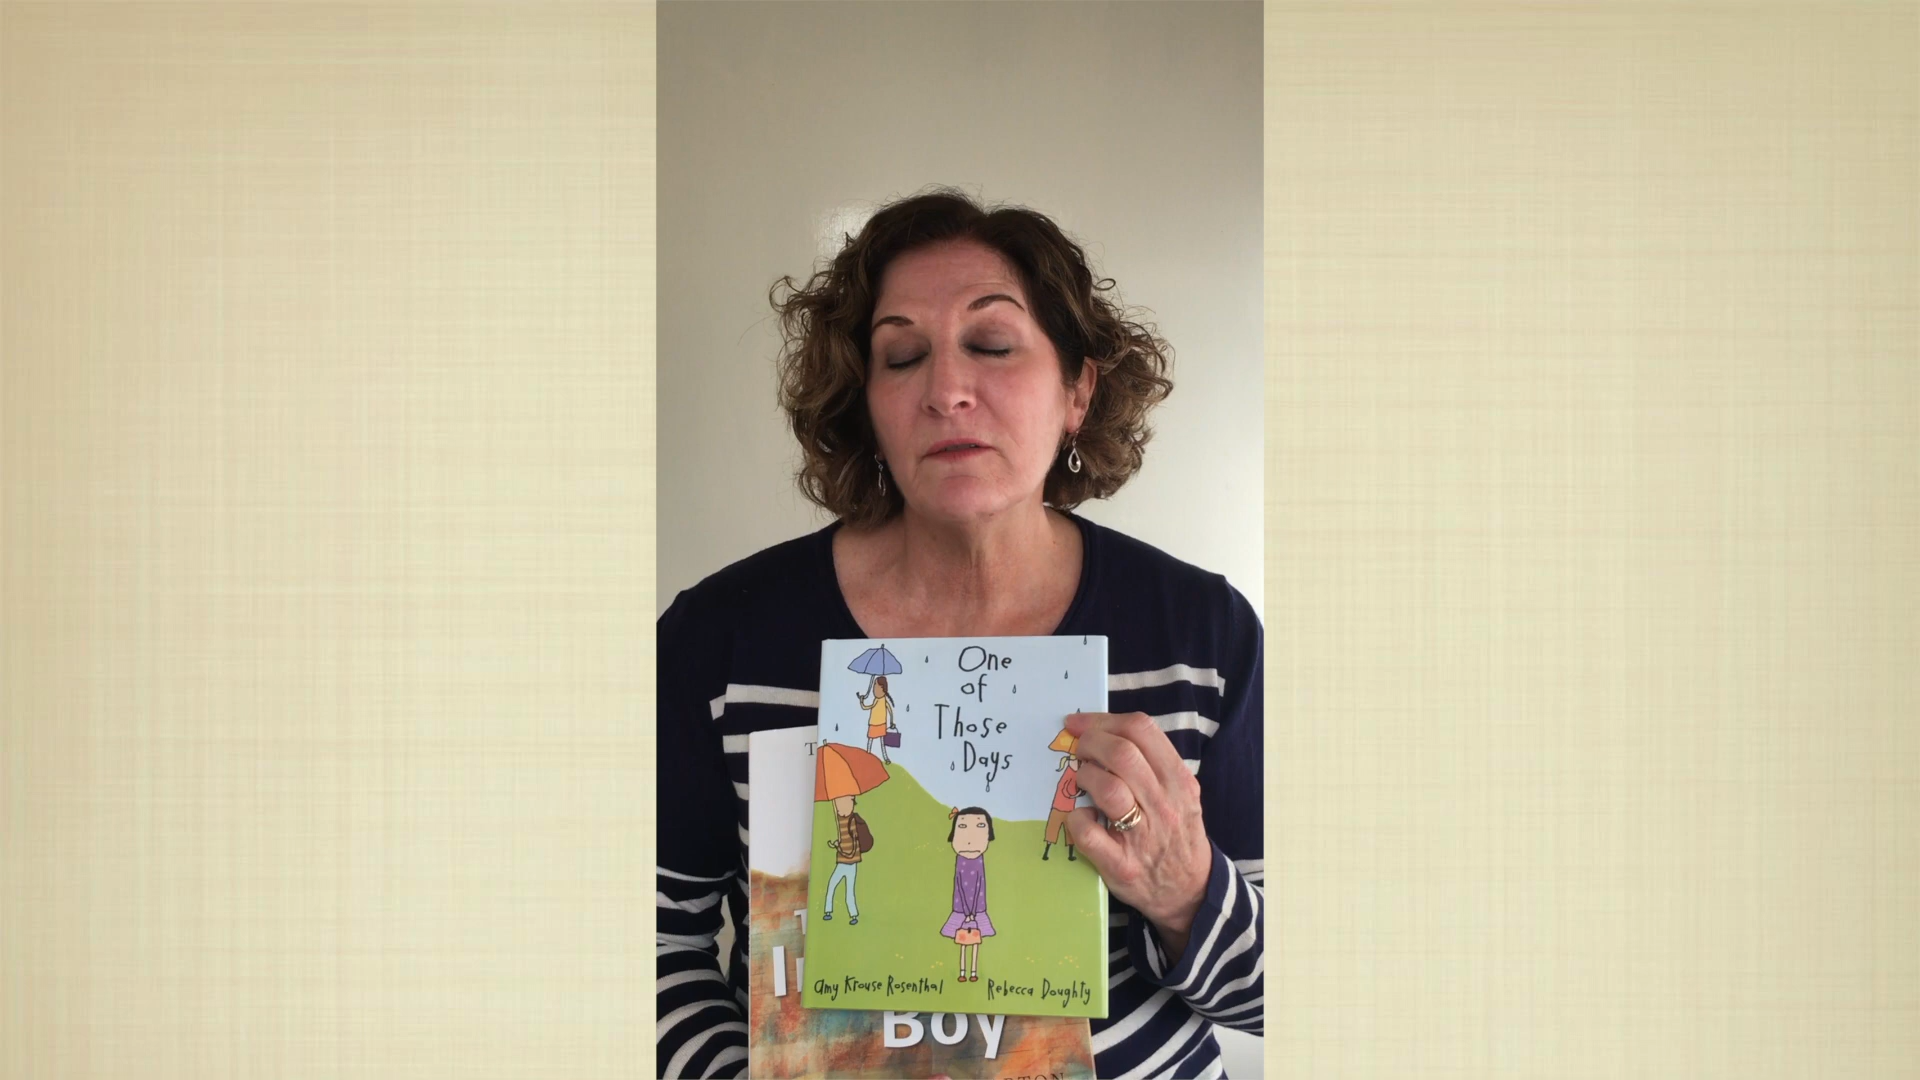 One
of
Those
Days
Amy Krouse Rosenthal
Rebecca Doughty
Boy